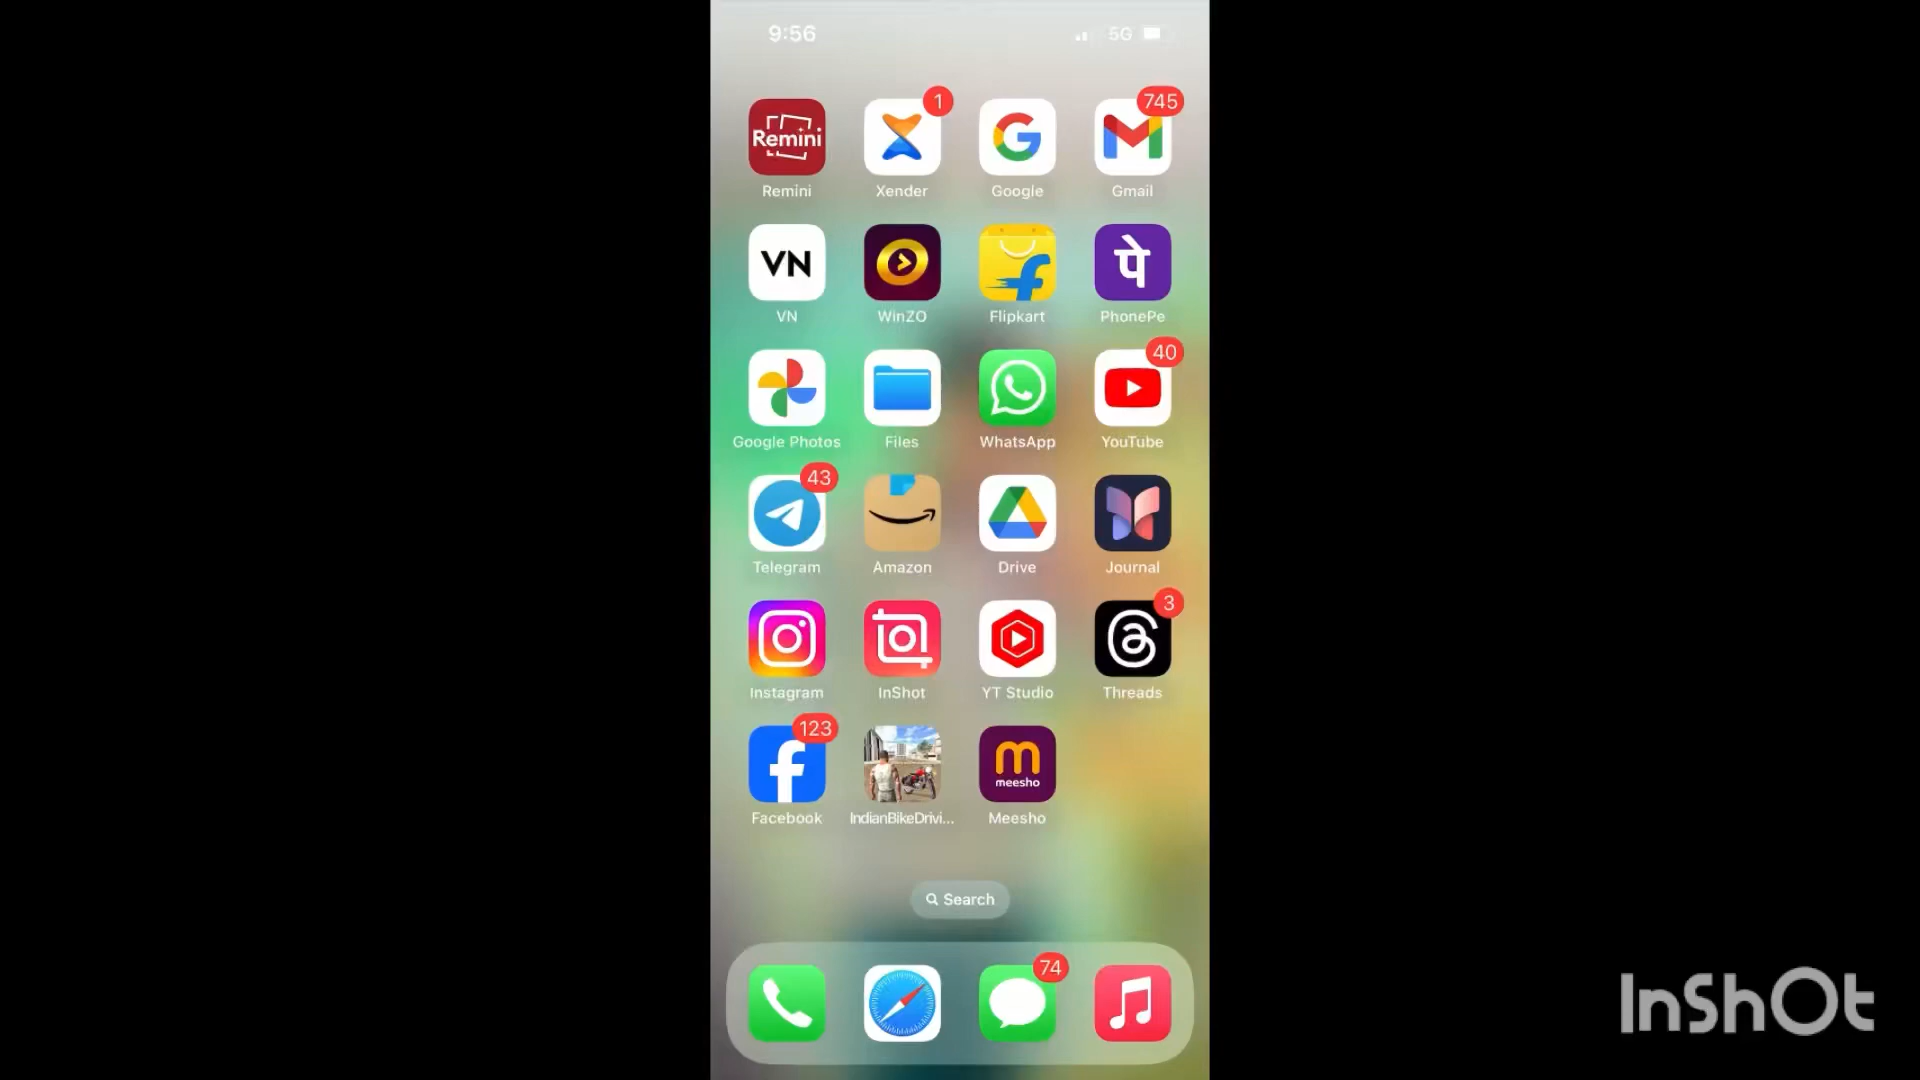 9:56
5G
1
745
Remini
Remini
Xender
Google
Gmail
VN
पे
VN
WinZO
Flipkart
PhonePe
40
Google Photos
Files
WhatsApp
YouTube
43
Telegram
Amazon
Drive
Journal
3
Instagram
InShot
YT Studio
Threads
123
meesho
Facebook
IndianBikeDrivi...
Meesho
Search
74
InShOt